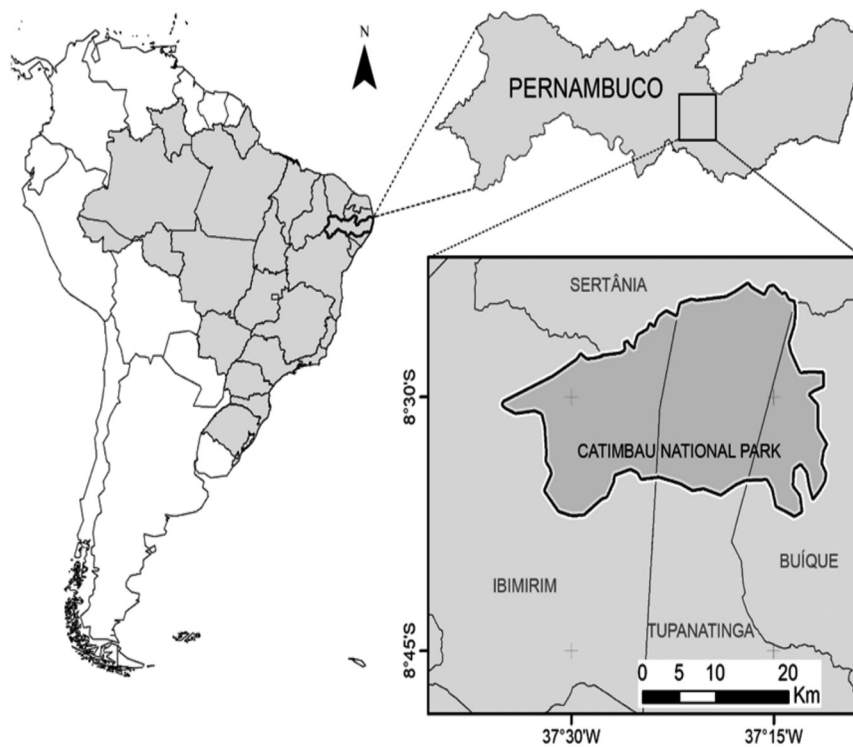 N
PERNAMBUCO
SERTÂNIA
8°30'S
CATIMBAU NATIONAL PARK
BUÍQUE
IBIMIRIM
TUPANATINGA
8°45'S
0 5 10 20
Km
37°30'W 37°15'W